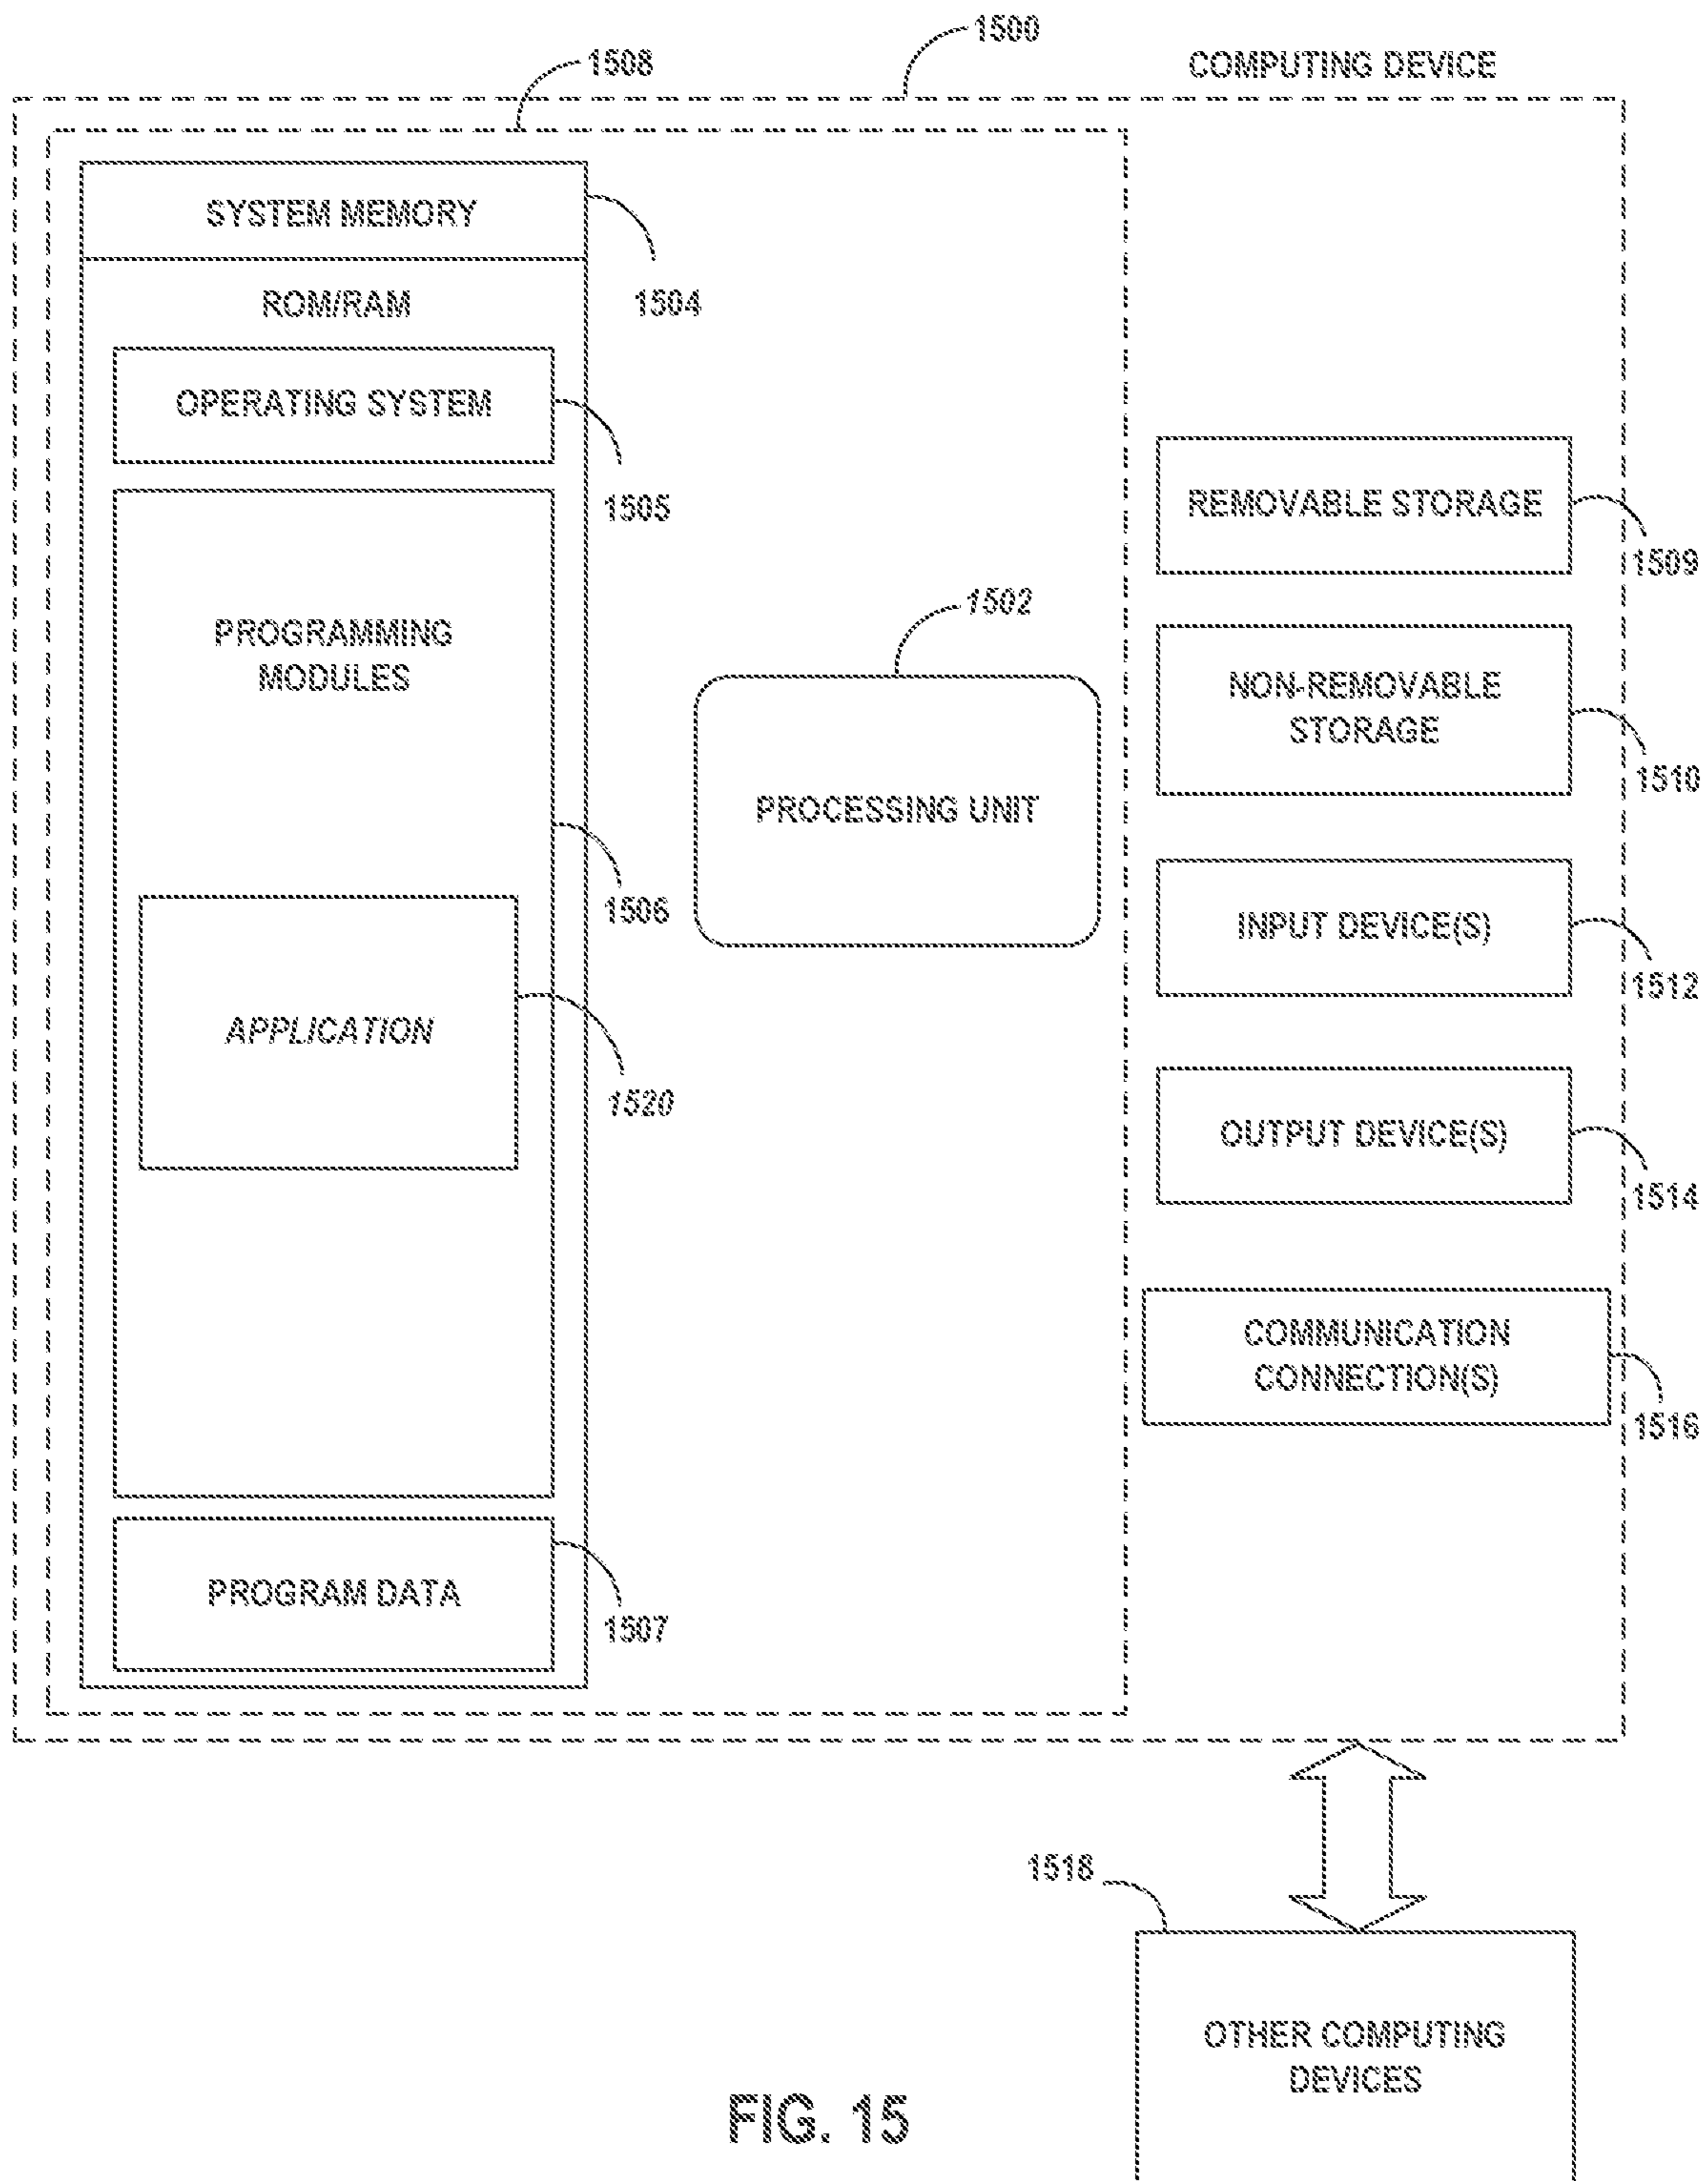 1500
COMPUTING DEVICE
1508
SYSTEM MEMORY
1504
ROM/RAM
OPERATING SYSTEM
1505
PROGRAMMING
MODULES
1506
APPLICATION
1520
PROGRAM DATA
1507
1502
PROCESSING UNIT
REMOVABLE STORAGE
1509
NON-REMOVABLE
STORAGE
1510
INPUT DEVICE(S)
1512
OUTPUT DEVICE(S)
1514
COMMUNICATION
CONNECTION(S)
1516
1518
OTHER COMPUTING
DEVICES
FIG. 15